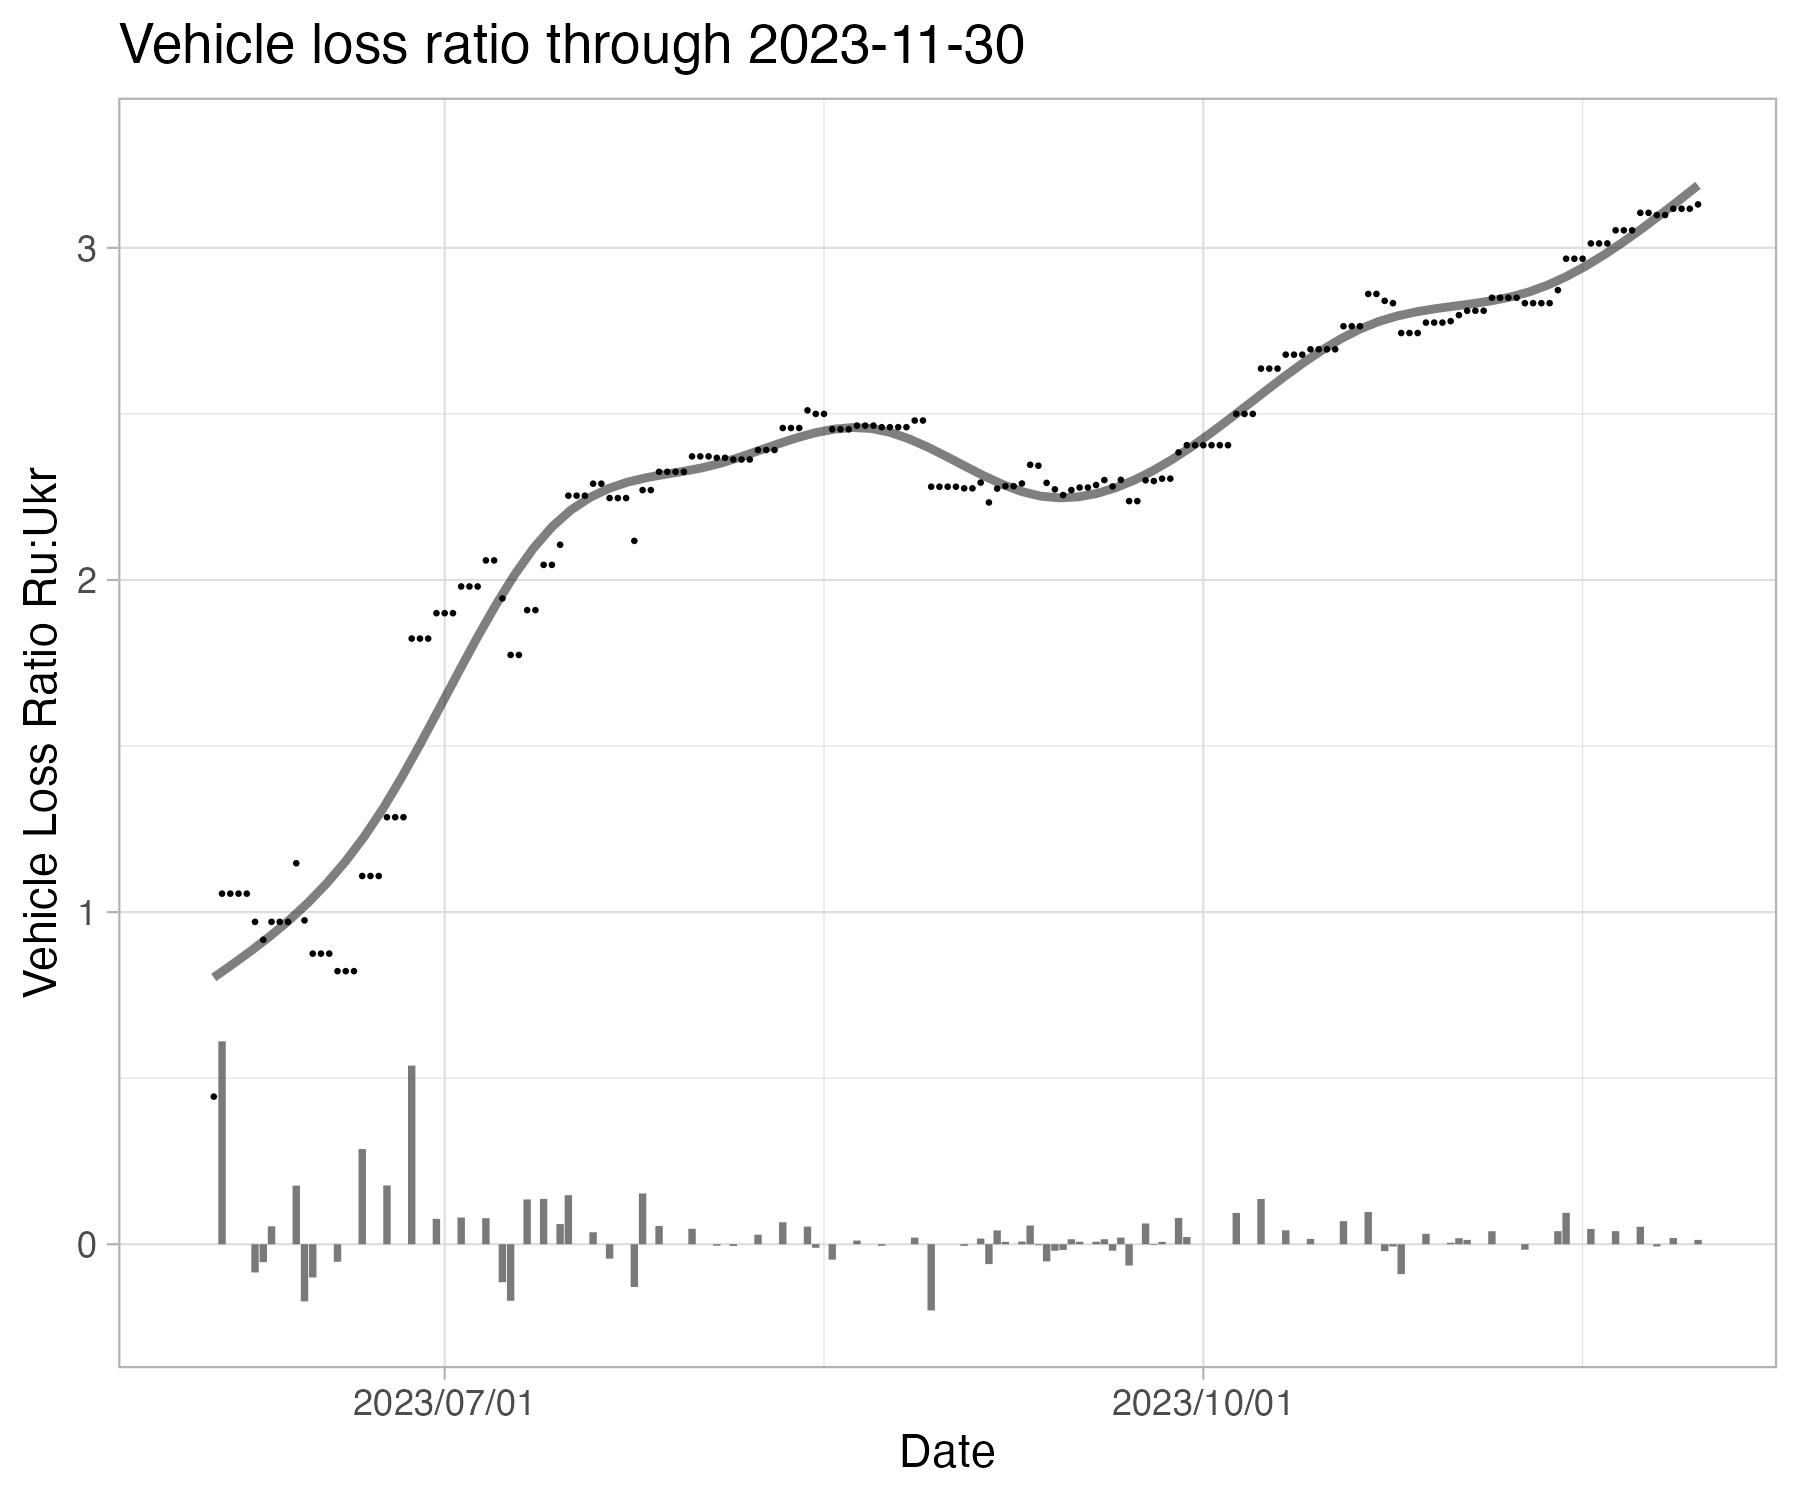 Vehicle loss ratio through 2023-11-30
Vehicle Loss Ratio Ru:Ukr
3
2
1
0
2023/07/01
2023/10/01
Date